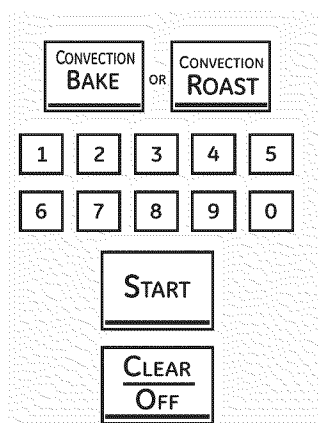 CONVECTION
BAKE
OR
CONVECTION
ROAST
1 2 3 4 5
6 7 8 9 0
START
CLEAR
OFF